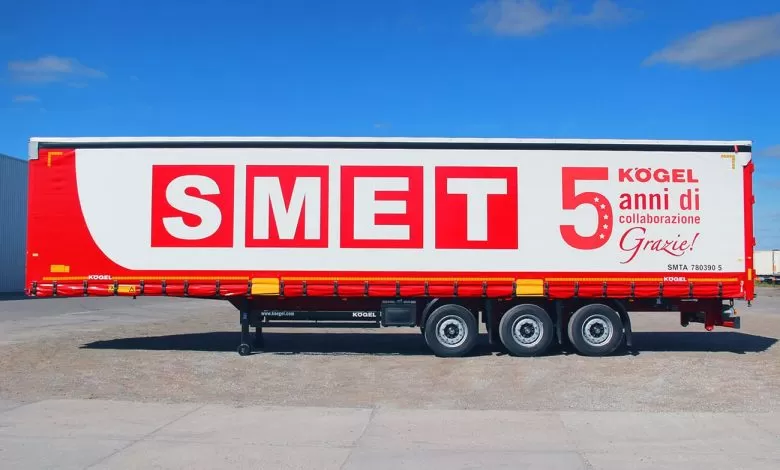 SMET
5 KÖGEL
anni di
collaborazione
Grazie!
SMTA 780390 5
KÖGEL
KÖGEL
www.koegel.com
KÖGEL